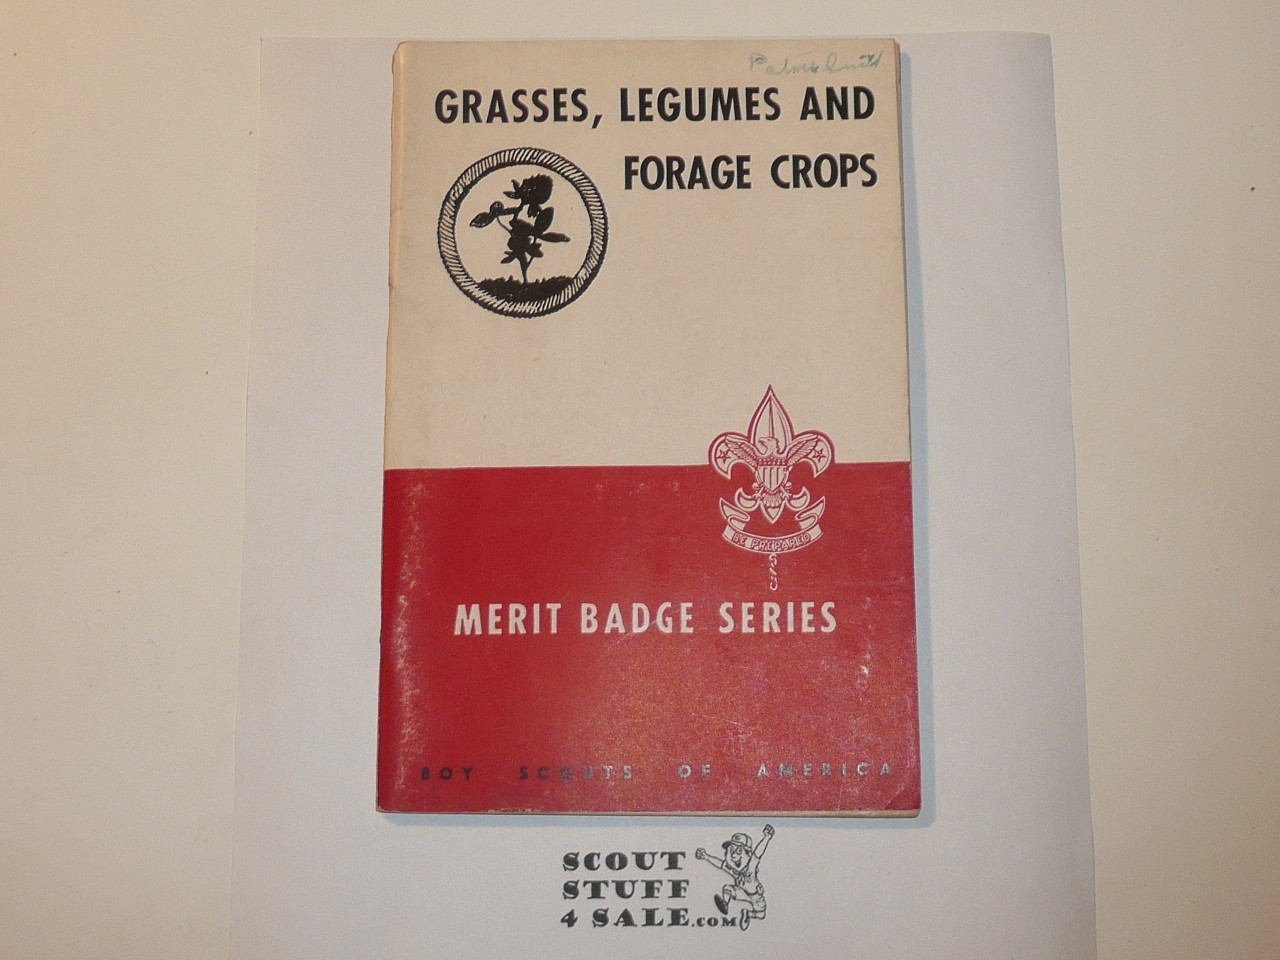 GRASSES, LEGUMES AND
FORAGE CROPS
BE PREPARED
MERIT BADGE SERIES
BOY SCOUTS OF AMERICA
SCOUT
STUFF
4 SALE.COM